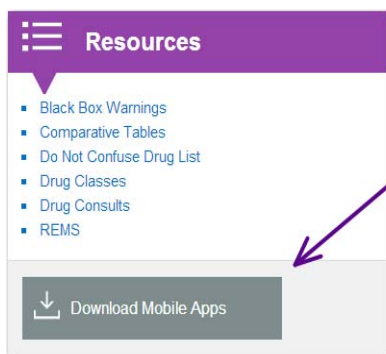 Resources
Black Box Warnings
Comparative Tables
Do Not Confuse Drug List
Drug Classes
Drug Consults
REMS
Download Mobile Apps